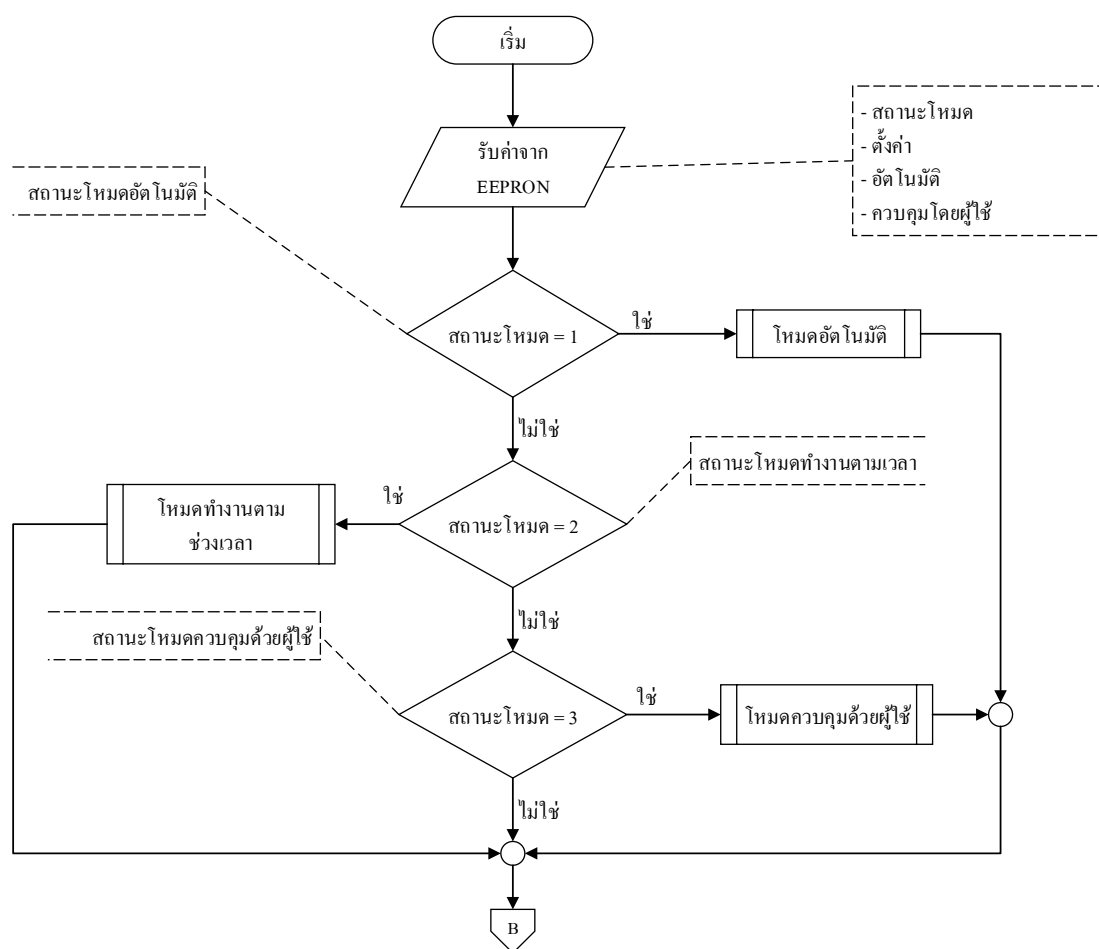 เริ่ม
รับค่าจาก
EEPRON
- สถานะโหมด
- ตั้งค่า
- อัตโนมัติ
- ควบคุมโดยผู้ใช้
สถานะโหมดอัตโนมัติ
สถานะโหมด = 1
ใช่
โหมดอัตโนมัติ
ไม่ใช่
สถานะโหมดทำงานตามเวลา
โหมดทำงานตาม
ช่วงเวลา
ใช่
สถานะโหมด = 2
ไม่ใช่
สถานะโหมดควบคุมด้วยผู้ใช้
สถานะโหมด = 3
ใช่
โหมดควบคุมด้วยผู้ใช้
ไม่ใช่
B